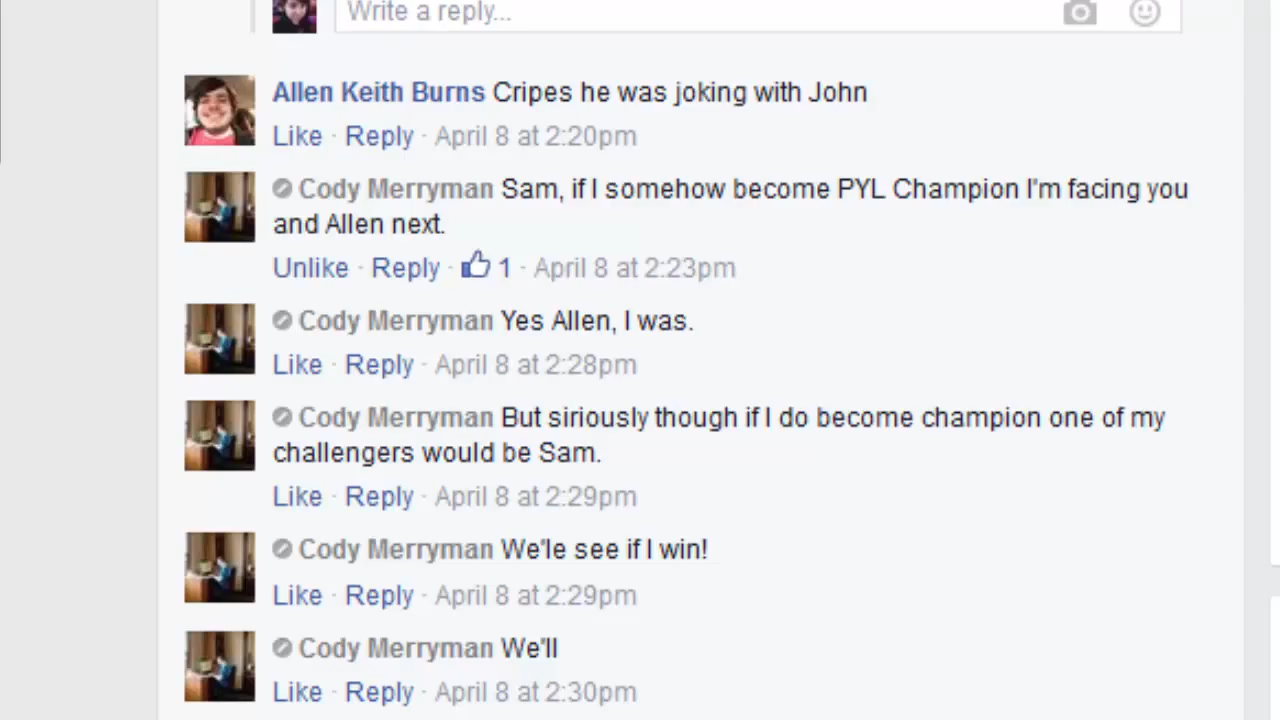 Write a reply...
Allen Keith Burns Cripes he was joking with John
Like · Reply · April 8 at 2:20pm
Cody Merryman Sam, if I somehow become PYL Champion I'm facing you
and Allen next.
Unlike · Reply · 1 · April 8 at 2:23pm
Cody Merryman Yes Allen, I was.
Like · Reply · April 8 at 2:28pm
Cody Merryman But siriously though if I do become champion one of my
challengers would be Sam.
Like · Reply · April 8 at 2:29pm
Cody Merryman We'le see if I win!
Like · Reply · April 8 at 2:29pm
Cody Merryman We'll
Like · Reply · April 8 at 2:30pm